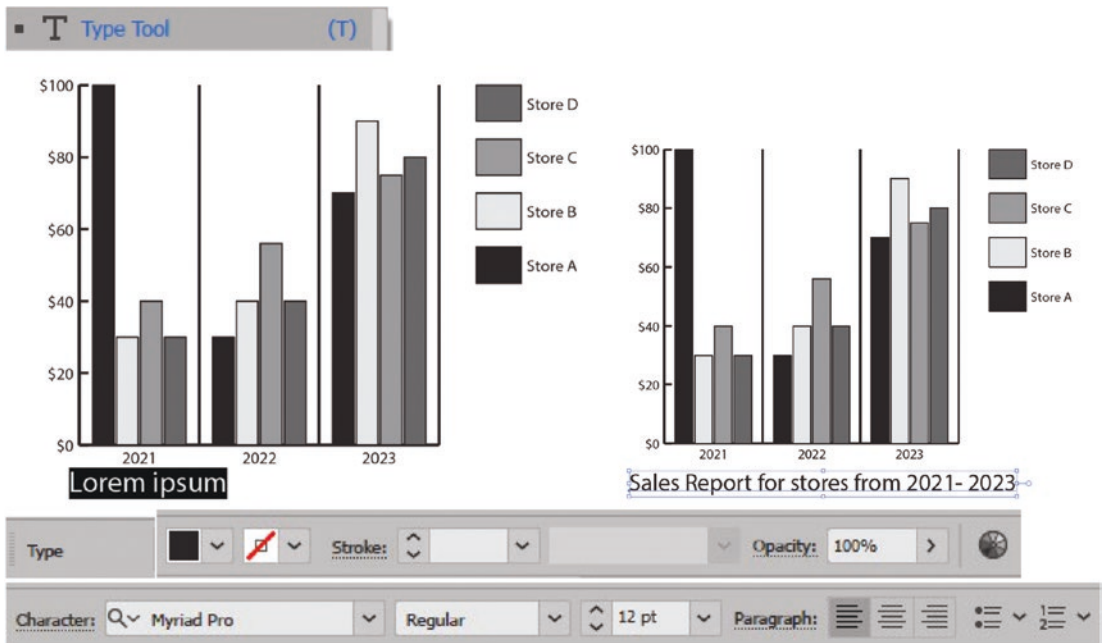 T Type Tool (T)
$100
$80
$60
$40
$20
$0
2021 2022 2023
Store D
Store C
Store B
Store A
Lorem ipsum
$100
$80
$60
$40
$20
$0
2021 2022 2023
Store D
Store C
Store B
Store A
Sales Report for stores from 2021- 2023
Type Stroke: Opacity: 100%
Character: Myriad Pro Regular 12 pt Paragraph: